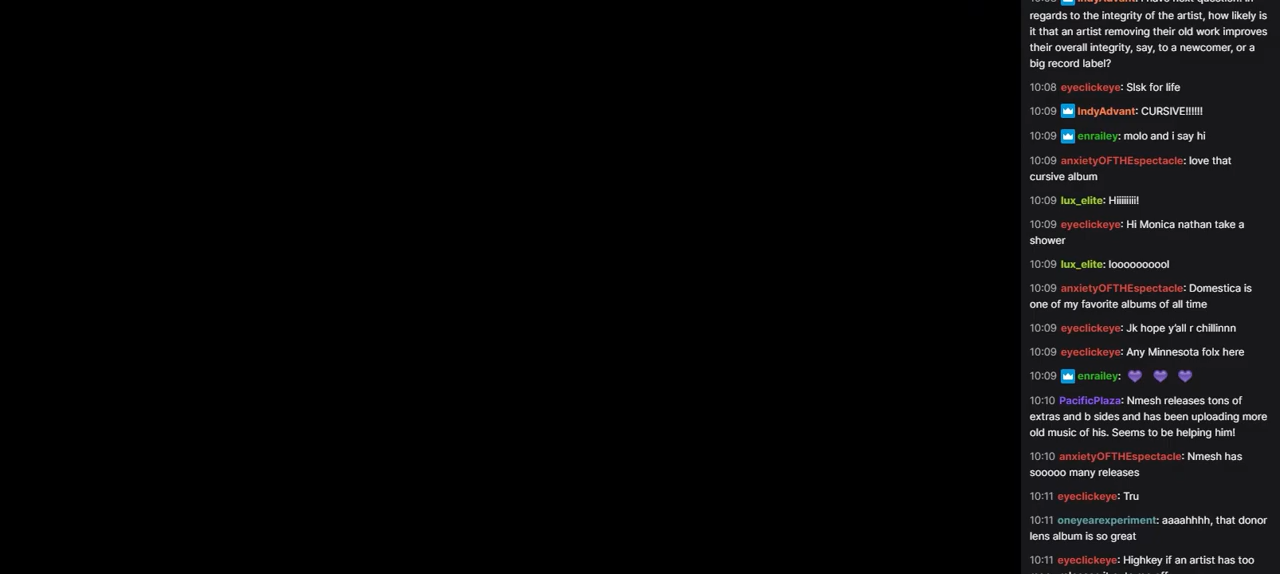 regards to the integrity of the artist, how likely is
it that an artist removing their old work improves
their overall integrity, say, to a newcomer, or a
big record label?
10:08 eyeclickeye: Slsk for life
10:09 IndyAdvant: CURSIVE!!!!!!
10:09 enrailey: molo and i say hi
10:09 anxietyOFTHEspectacle: love that
cursive album
10:09 lux_elite: Hiiiiiiiii!
10:09 eyeclickeye: Hi Monica nathan take a
shower
10:09 lux_elite: looooooooool
10:09 anxietyOFTHEspectacle: Domestica is
one of my favorite albums of all time
10:09 eyeclickeye: Jk hope y'all r chillinnn
10:09 eyeclickeye: Any Minnesota folx here
10:09 enrailey:
10:10 PacificPlaza: Nmesh releases tons of
extras and b sides and has been uploading more
old music of his. Seems to be helping him!
10:10 anxietyOFTHEspectacle: Nmesh has
sooooo many releases
10:11 eyeclickeye: Tru
10:11 oneyearexperiment: aaaahhhh, that donor
lens album is so great
10:11 eyeclickeye: Highkey if an artist has too